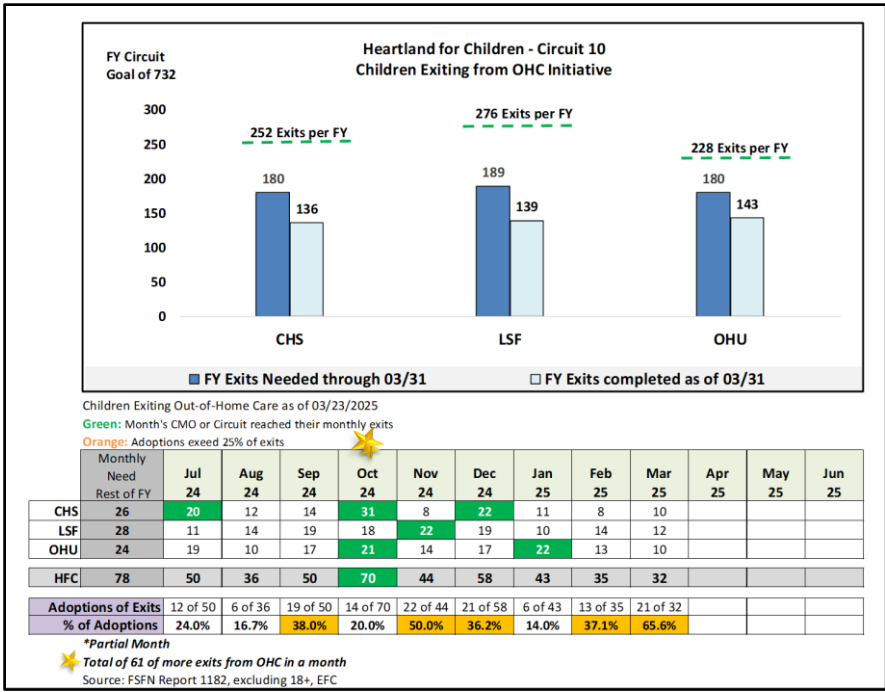 FY Circuit
Goal of 732
Heartland for Children - Circuit 10
Children Exiting from OHC Initiative
300
250
200
150
100
50
0
252 Exits per FY
276 Exits per FY
228 Exits per FY
180
136
189
139
180
143
CHS
LSF
OHU
FY Exits Needed through 03/31
FY Exits completed as of 03/31
Children Exiting Out-of-Home Care as of 03/23/2025
Green: Month's CMO or Circuit reached their monthly exits
Orange: Adoptions exeed 25% of exits
Monthly Need Rest of FY Jul 24 Aug 24 Sep 24 Oct 24 Nov 24 Dec 24 Jan 25 Feb 25 Mar 25 Apr 25 May 25 Jun 25
CHS 26 20 12 14 31 8 22 11 8 10
LSF 28 11 14 19 18 22 19 10 14 12
OHU 24 19 10 17 21 14 17 22 13 10
HFC 78 50 36 50 70 44 58 43 35 32
Adoptions of Exits 12 of 50 6 of 36 19 of 50 14 of 70 22 of 44 21 of 58 6 of 43 13 of 35 21 of 32
% of Adoptions 24.0% 16.7% 38.0% 20.0% 50.0% 36.2% 14.0% 37.1% 65.6%
*Partial Month
Total of 61 of more exits from OHC in a month
Source: FSFN Report 1182, excluding 18+, EFC